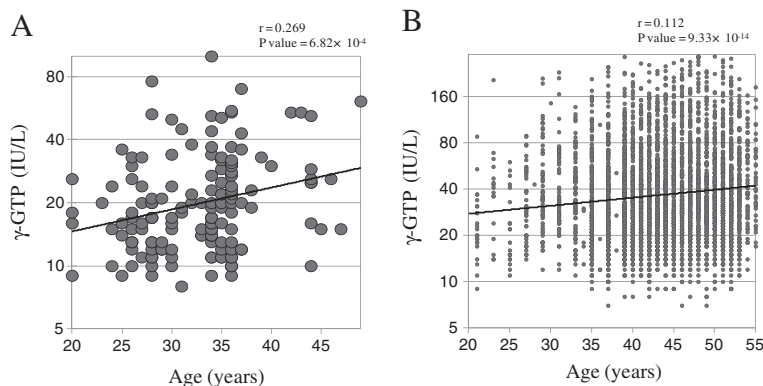 A
r=0.269
P value =6.82× 10-4
γ-GTP (IU/L)
80
40
20
10
5
20 25 30 35 40 45
Age (years)
B
r=0.112
P value =9.33× 10-14
γ-GTP (IU/L)
160
80
40
20
10
5
20 25 30 35 40 45 50 55
Age (years)